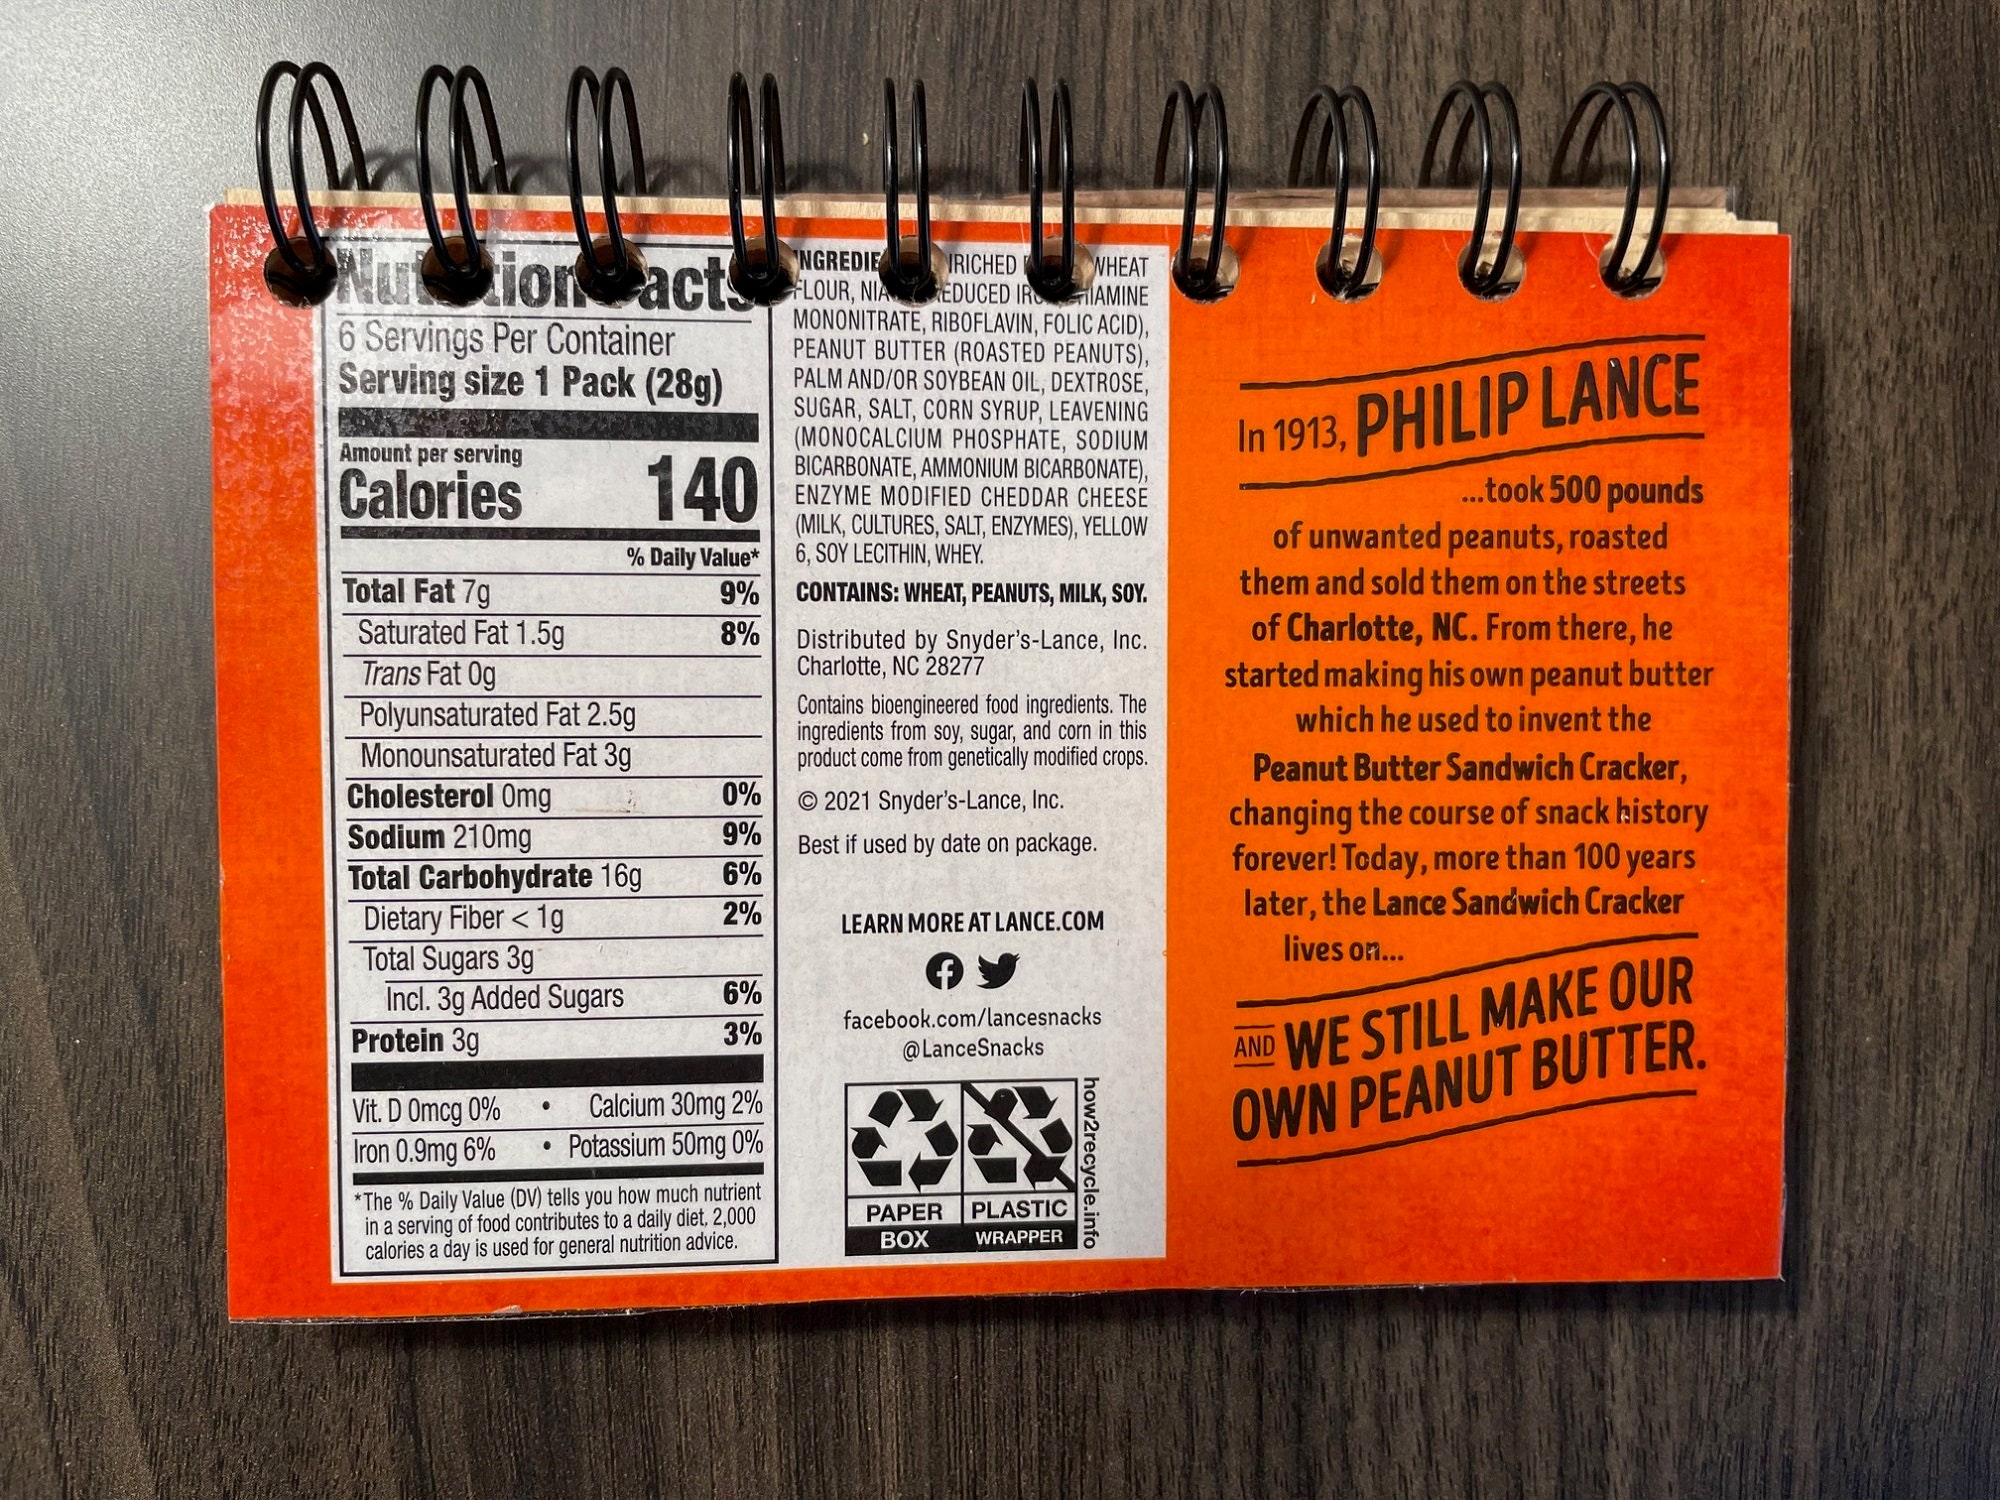 Nu tion acts
6 Servings Per Container
Serving size 1 Pack (28g)
Amount per serving
Calories 140
% Daily Value*
Total Fat 7g 9%
Saturated Fat 1.5g 8%
Trans Fat 0g
Polyunsaturated Fat 2.5g
Monounsaturated Fat 3g
Cholesterol 0mg 0%
Sodium 210mg 9%
Total Carbohydrate 16g 6%
Dietary Fiber < 1g 2%
Total Sugars 3g
Incl. 3g Added Sugars 6%
Protein 3g 3%
Vit. D 0mcg 0% • Calcium 30mg 2%
Iron 0.9mg 6% • Potassium 50mg 0%
*The % Daily Value (DV) tells you how much nutrient
in a serving of food contributes to a daily diet. 2,000
calories a day is used for general nutrition advice.
WHEAT
FLOUR,
MONONITRATE, RIBOFLAVIN, FOLIC ACID),
PEANUT BUTTER (ROASTED PEANUTS),
PALM AND/OR SOYBEAN OIL, DEXTROSE,
SUGAR, SALT, CORN SYRUP, LEAVENING
(MONOCALCIUM PHOSPHATE, SODIUM
BICARBONATE, AMMONIUM BICARBONATE),
ENZYME MODIFIED CHEDDAR CHEESE
(MILK, CULTURES, SALT, ENZYMES), YELLOW
6, SOY LECITHIN, WHEY.
CONTAINS: WHEAT, PEANUTS, MILK, SOY.
Distributed by Snyder's-Lance, Inc.
Charlotte, NC 28277
Contains bioengineered food ingredients. The
ingredients from soy, sugar, and corn in this
product come from genetically modified crops.
© 2021 Snyder's-Lance, Inc.
Best if used by date on package.
LEARN MORE AT LANCE.COM
facebook.com/lancesnacks
@LanceSnacks
PAPER PLASTIC
BOX WRAPPER
how2recycle.info
In 1913, PHILIP LANCE
...took 500 pounds
of unwanted peanuts, roasted
them and sold them on the streets
of Charlotte, NC. From there, he
started making his own peanut butter
which he used to invent the
Peanut Butter Sandwich Cracker,
changing the course of snack history
forever! Today, more than 100 years
later, the Lance Sandwich Cracker
lives on...
AND WE STILL MAKE OUR
OWN PEANUT BUTTER.